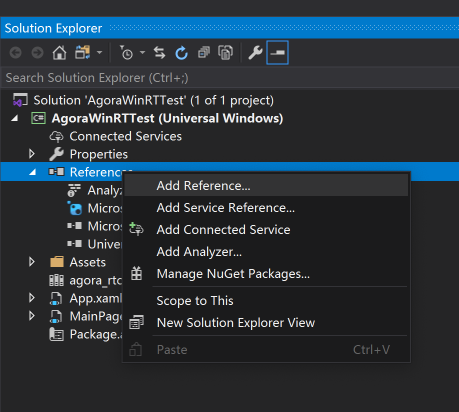 Solution Explorer
Search Solution Explorer (Ctrl+;)
Solution 'AgoraWinRTTest' (1 of 1 project)
AgoraWinRTTest (Universal Windows)
Connected Services
Properties
References
Add Reference...
Analyz
Add Service Reference...
Micros
Add Connected Service
Micros
Add Analyzer...
Univer
Manage NuGet Packages...
Assets
agora_rtc
Scope to This
App.xaml
New Solution Explorer View
MainPage
Package.a
Paste Ctrl+V